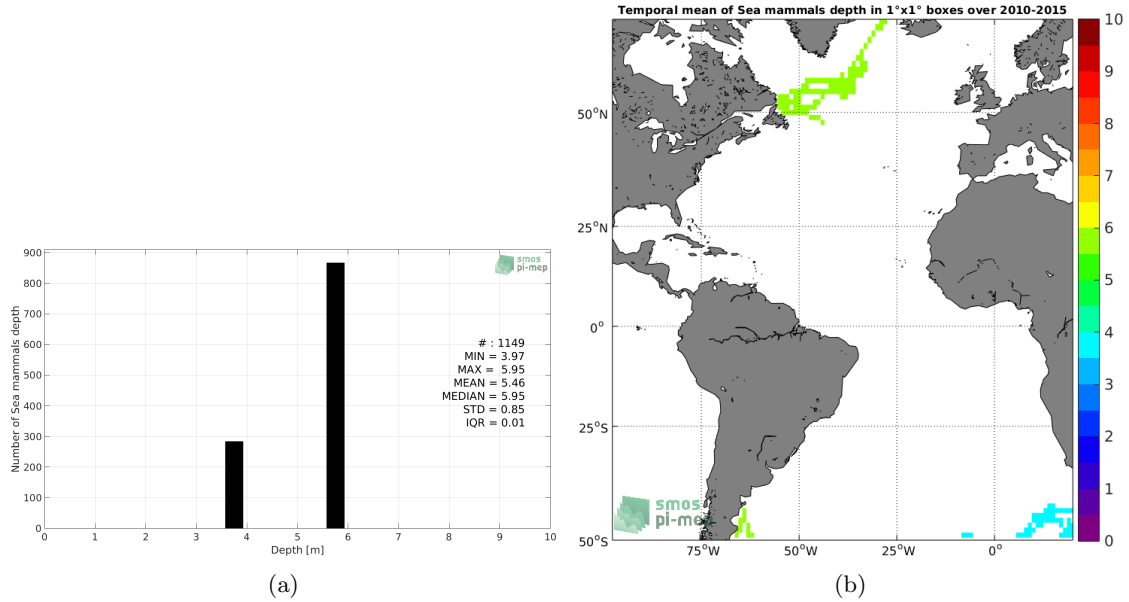 900
800
700
600
500
400
300
200
100
0
Number of Sea mammals depth
smos
pi-mep
# : 1149
MIN = 3.97
MAX = 5.95
MEAN = 5.46
MEDIAN = 5.95
STD = 0.85
IQR = 0.01
0 1 2 3 4 5 6 7 8 9 10
Depth [m]
(a)
Temporal mean of Sea mammals depth in 1°x1° boxes over 2010-2015
50°N
25°N
0°
25°S
50°S
75°W 50°W 25°W 0°
smos
pi-mep
10
9
8
7
6
5
4
3
2
1
0
(b)